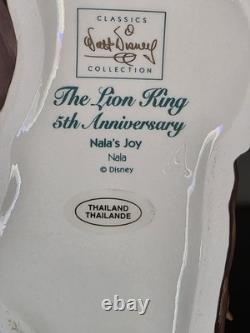 CLASSICS
Walt Disney
COLLECTION
The Lion King
5th Anniversary
Nala's Joy
Nala
© Disney
THAILAND
THAILANDE